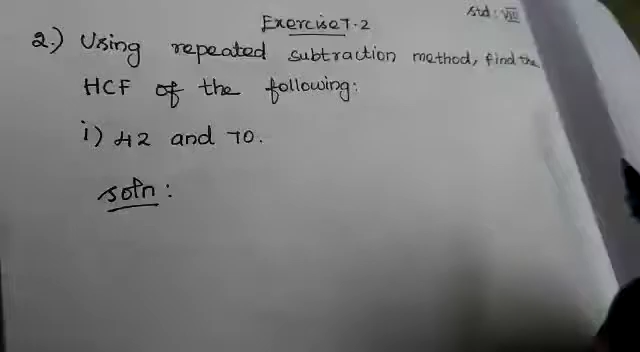 Exercise 7.2
Std: VIII
2.) Using repeated subtraction method, find the
HCF of the following:
i) 42 and 70.
soln: